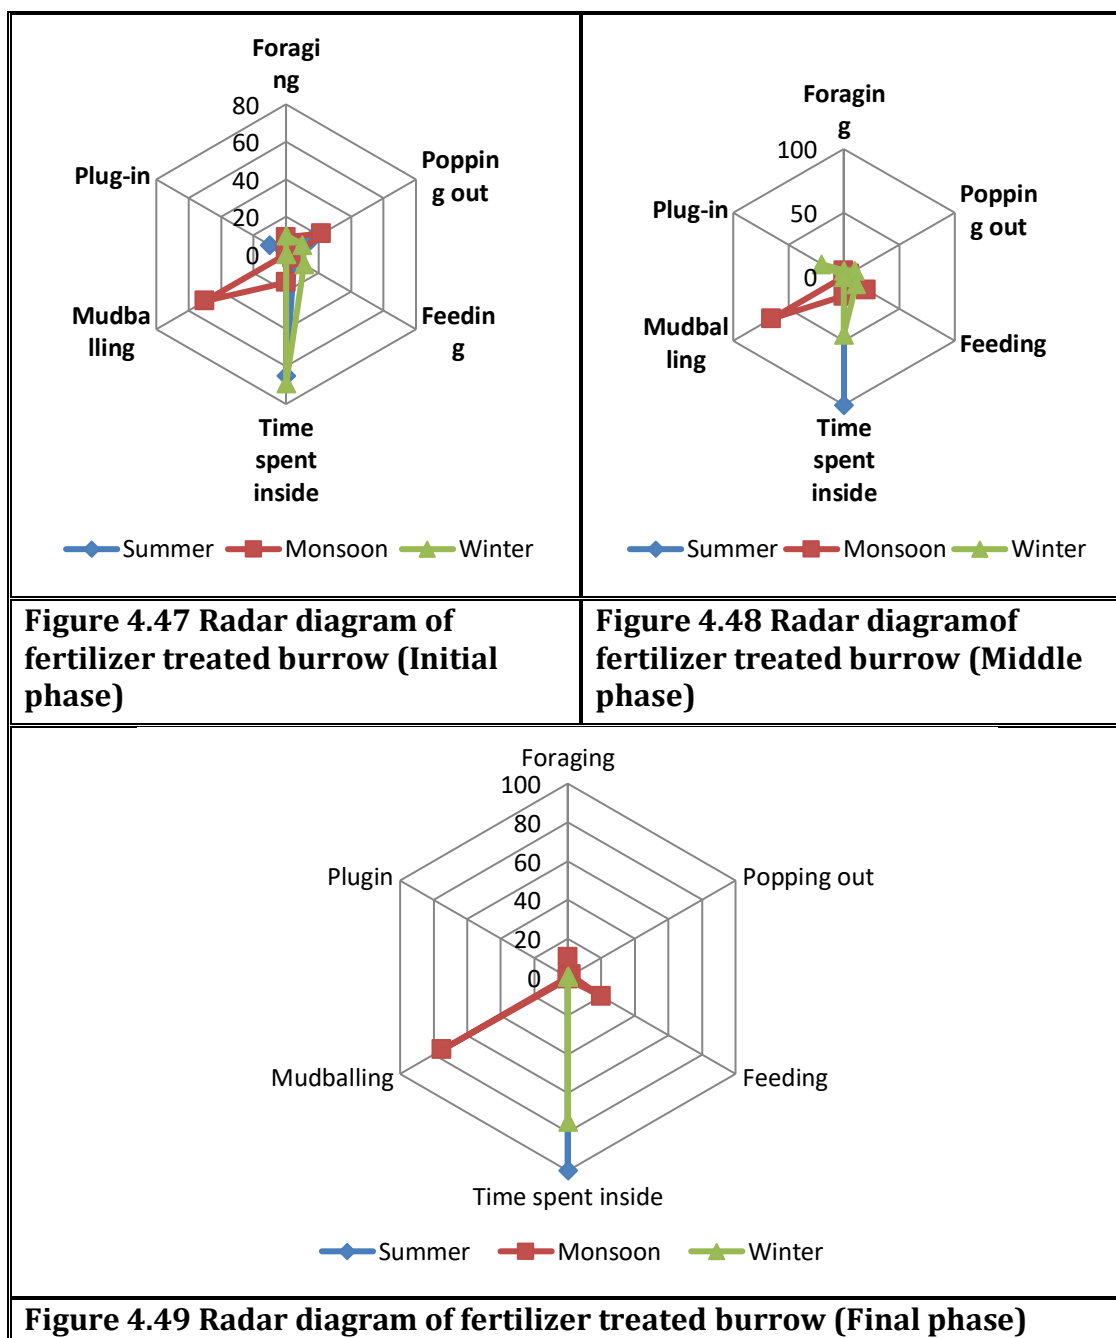 Foragi
ng
80
60
40
20
0
Poppin
g out
Feedin
g
Time
spent
inside
Mudba
lling
Plug-in
Summer Monsoon Winter
Foragin
g
100
50
0
Poppin
g out
Feeding
Time
spent
inside
Mudbal
ling
Plug-in
Summer Monsoon Winter
Figure 4.47 Radar diagram of
fertilizer treated burrow (Initial
phase)
Figure 4.48 Radar diagramof
fertilizer treated burrow (Middle
phase)
Foraging
100
80
60
40
20
0
Popping out
Feeding
Time spent inside
Mudballing
Plugin
Summer Monsoon Winter
Figure 4.49 Radar diagram of fertilizer treated burrow (Final phase)